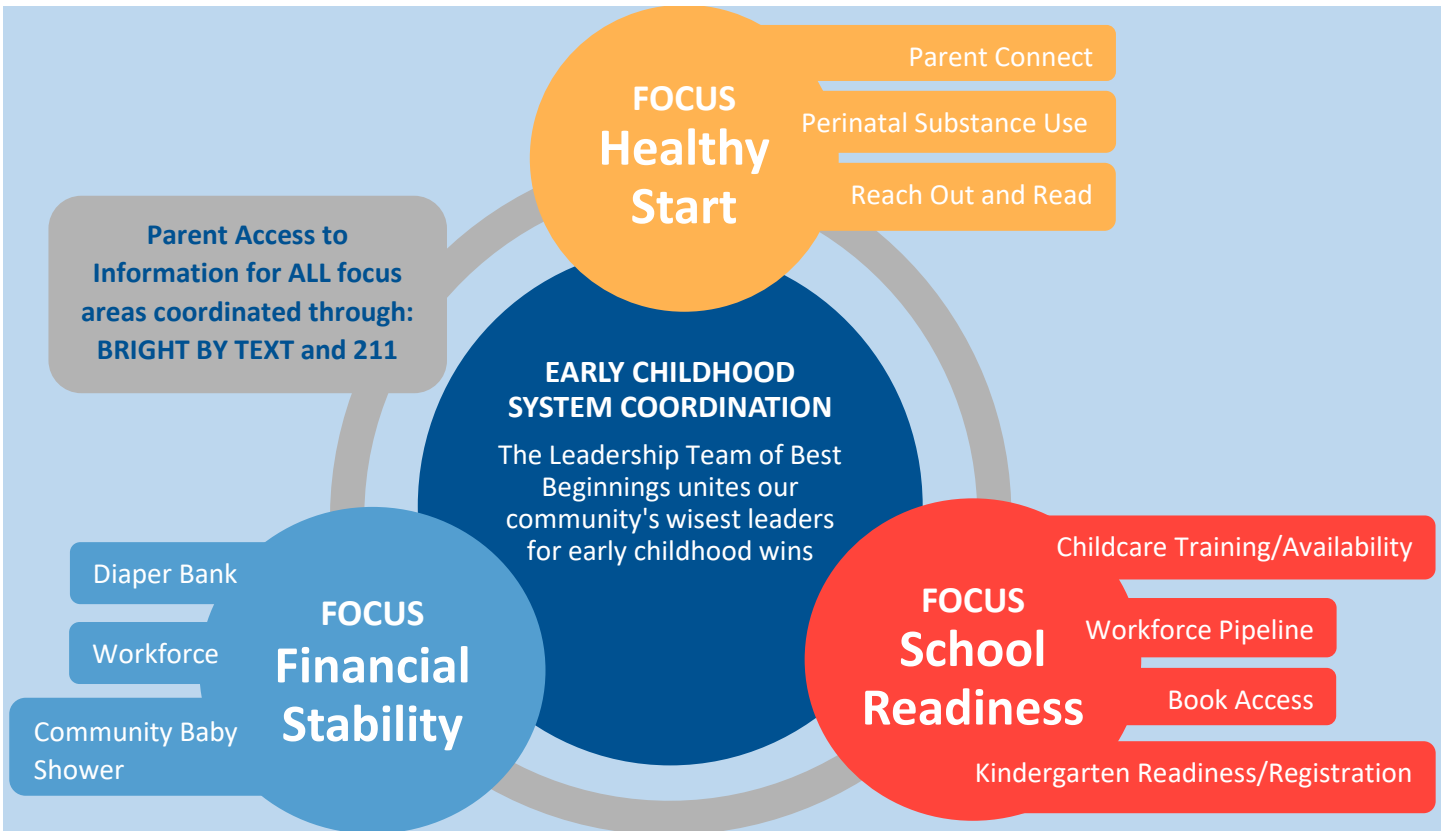 FOCUS
Healthy
Start
Parent Connect
Perinatal Substance Use
Reach Out and Read
Parent Access to
Information for ALL focus
areas coordinated through:
BRIGHT BY TEXT and 211
EARLY CHILDHOOD
SYSTEM COORDINATION
The Leadership Team of Best
Beginnings unites our
community's wisest leaders
for early childhood wins
Diaper Bank
Workforce
Community Baby
Shower
FOCUS
Financial
Stability
FOCUS
School
Readiness
Childcare Training/Availability
Workforce Pipeline
Book Access
Kindergarten Readiness/Registration